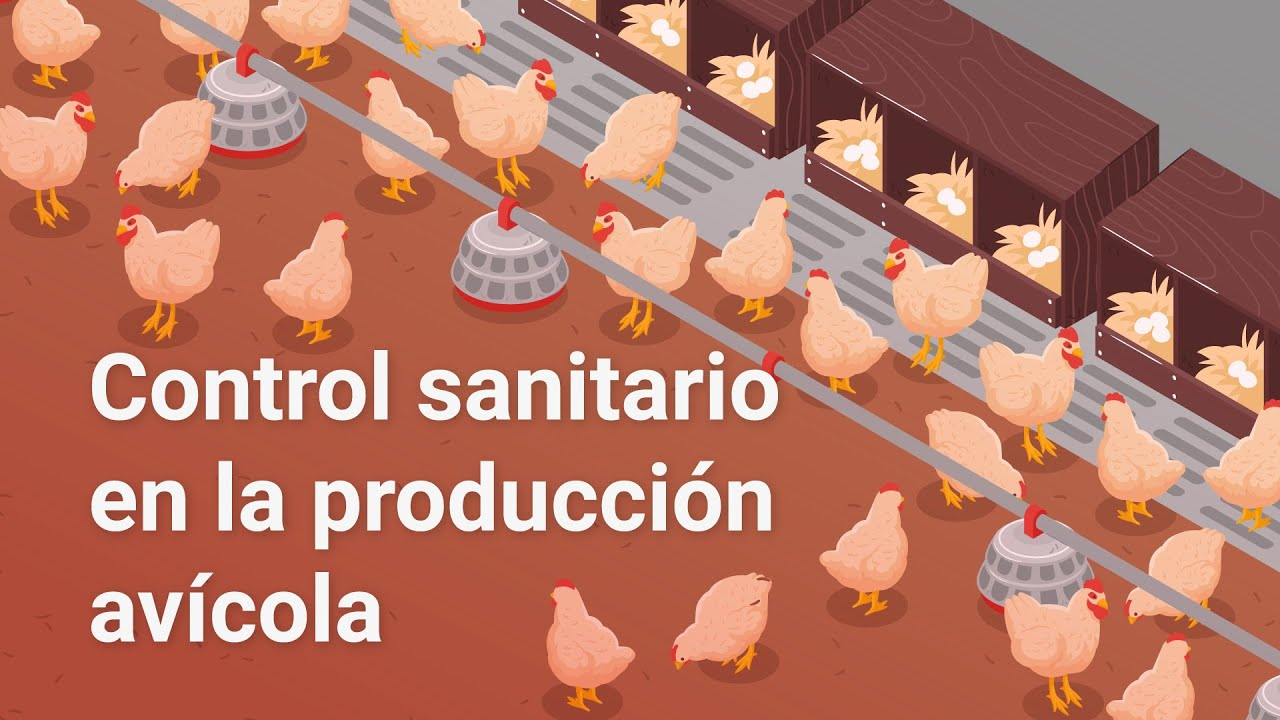 Control sanitario
en la producción
avícola